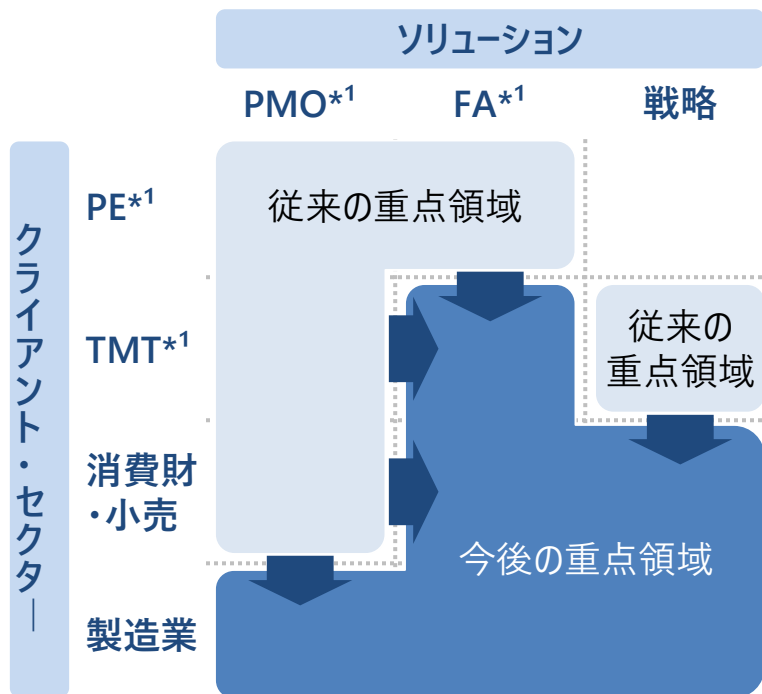 ソリューション
PMO*1
FA*1
戦略
クライアント・セクター
PE*1
従来の重点領域
TMT*1
従来の
重点領域
消費財
・小売
今後の重点領域
製造業